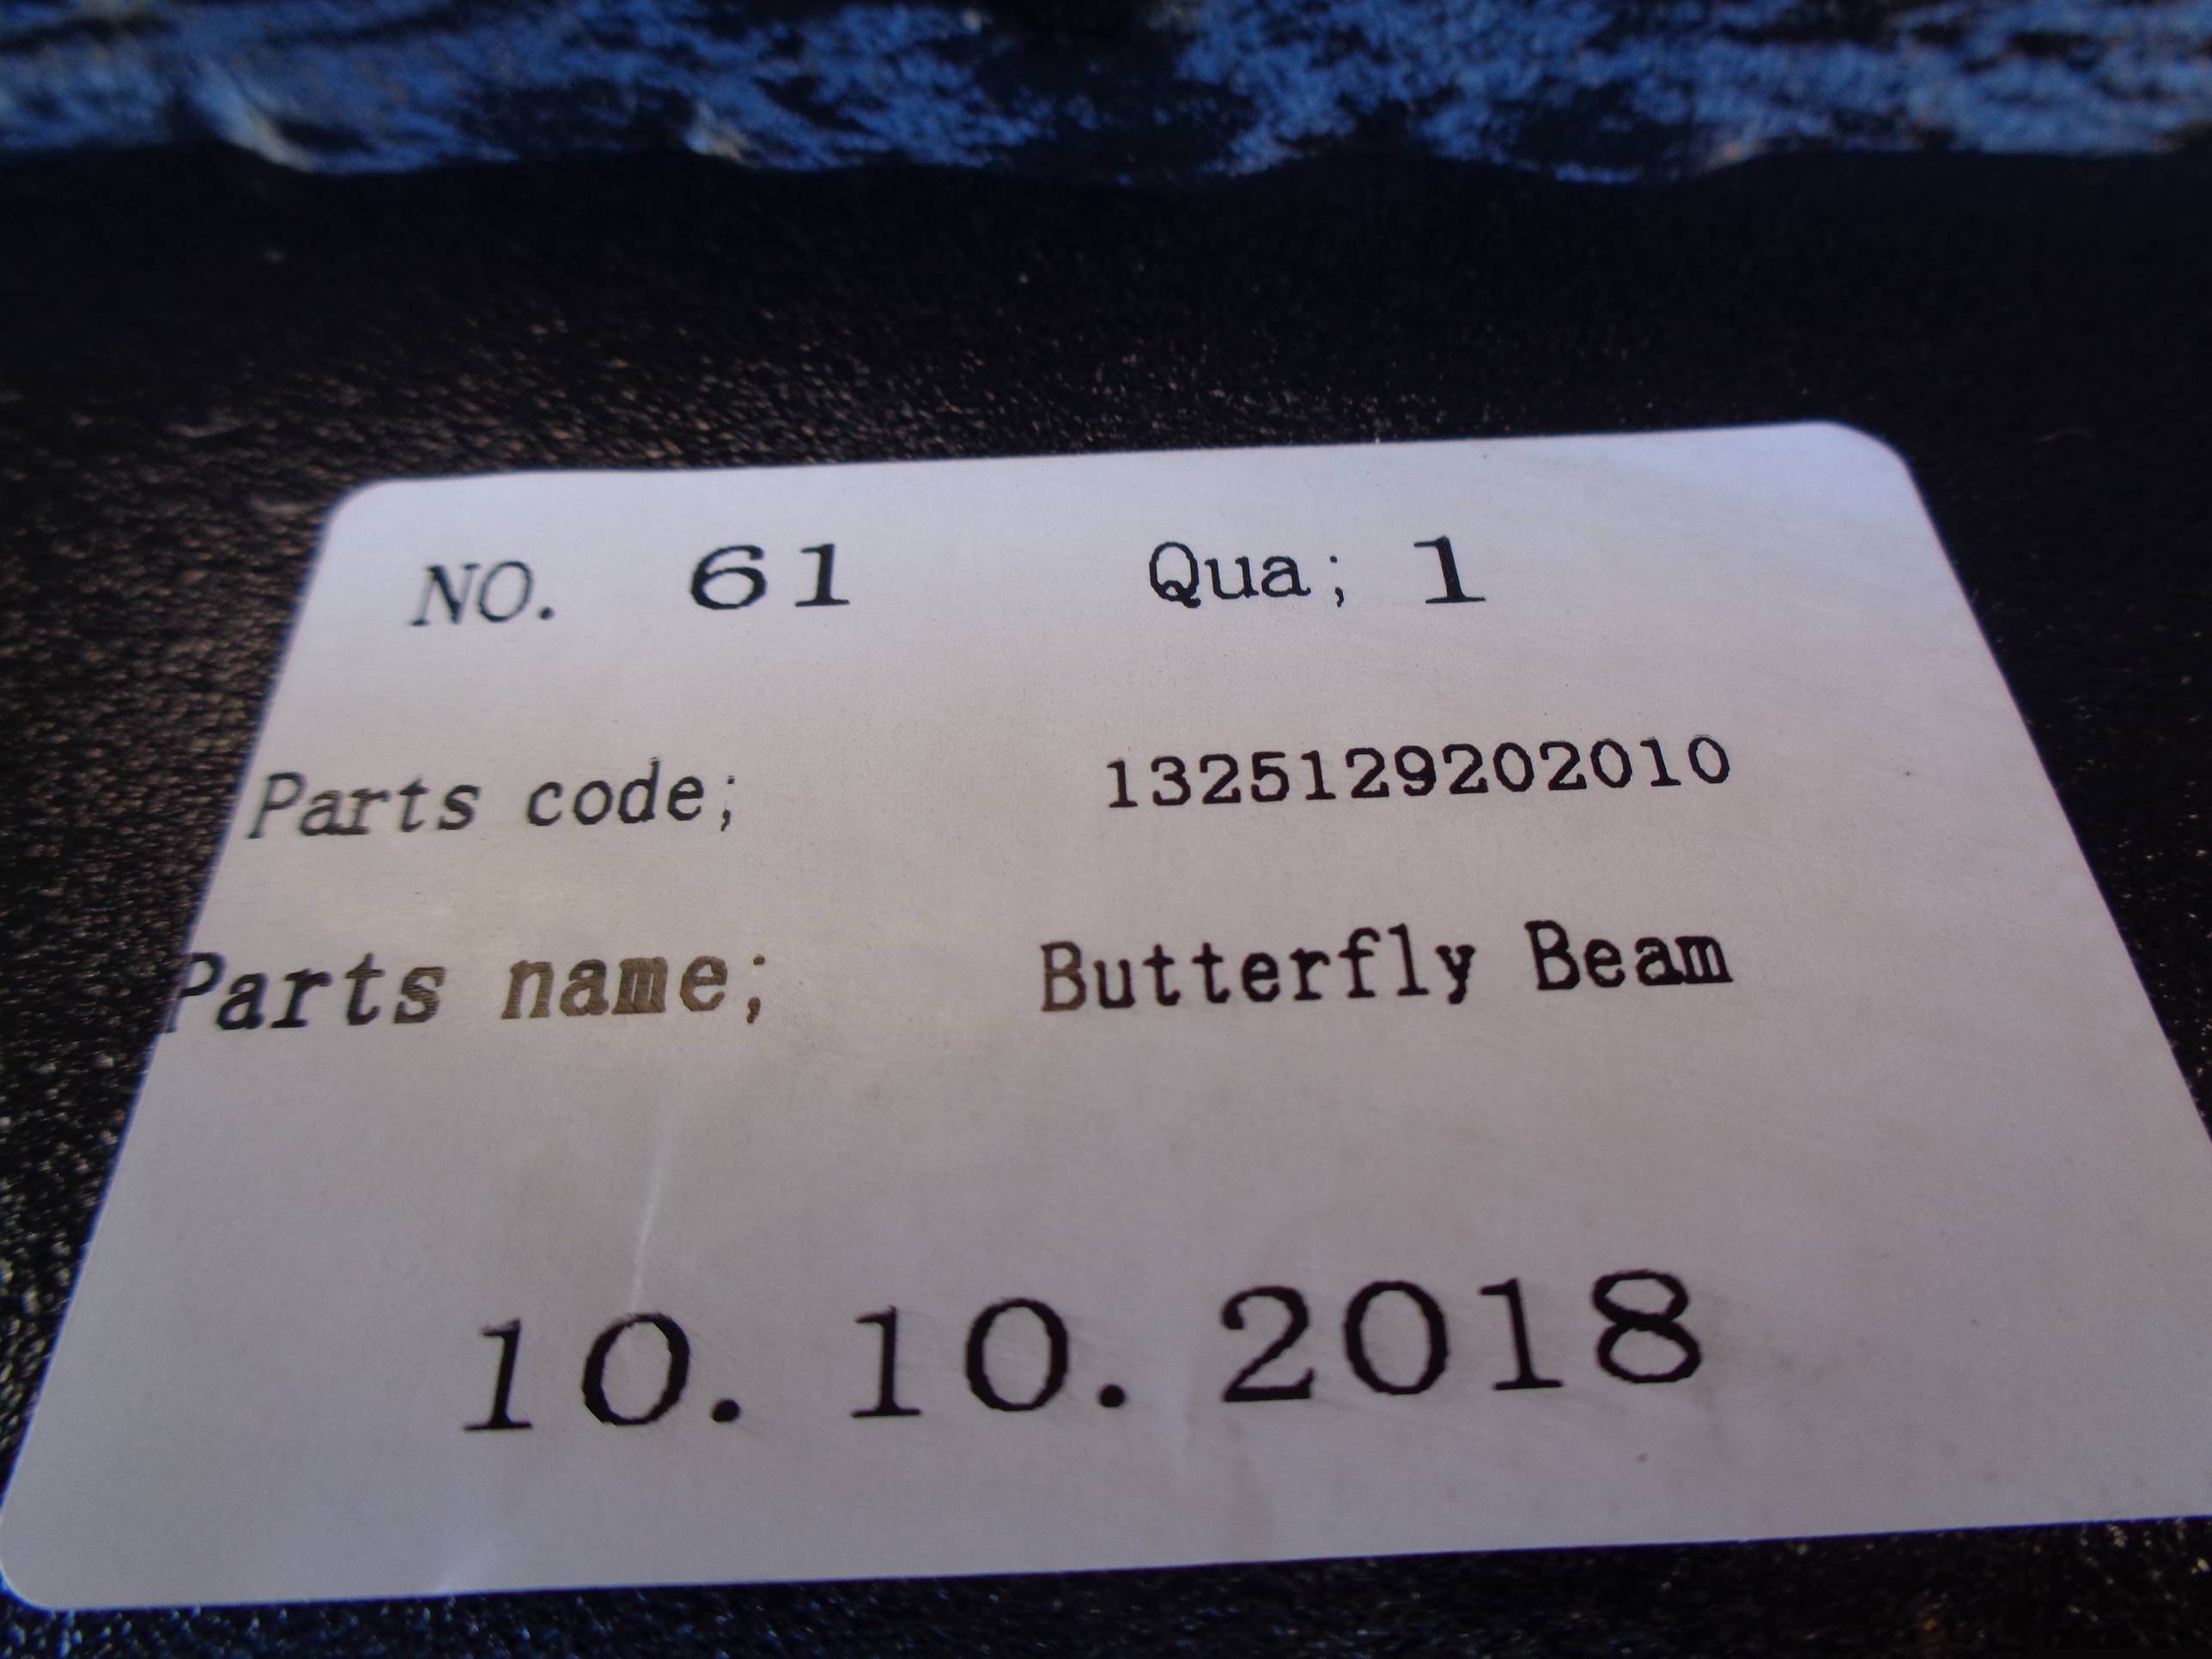 NO. 61 Qua; 1
Parts code; 1325129202010
Parts name; Butterfly Beam
10.10.2018